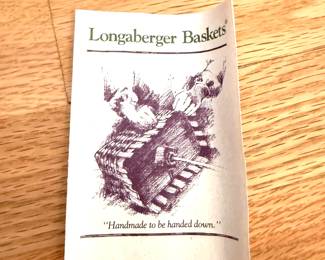 Longaberger Baskets®
"Handmade to be handed down."